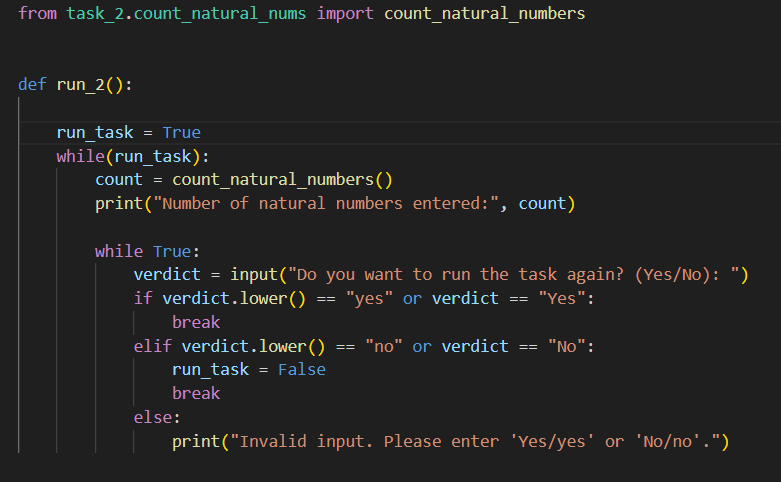 from task_2.count_natural_nums import count_natural_numbers
def run_2():
    run_task = True
    while(run_task):
        count = count_natural_numbers()
        print("Number of natural numbers entered:", count)
        while True:
            verdict = input("Do you want to run the task again? (Yes/No): ")
            if verdict.lower() == "yes" or verdict == "Yes":
                break
            elif verdict.lower() == "no" or verdict == "No":
                run_task = False
                break
            else:
                print("Invalid input. Please enter 'Yes/yes' or 'No/no'.")